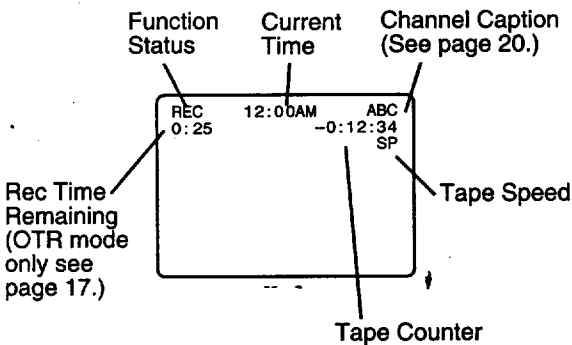 Function Status
Current Time
Channel Caption
(See page 20.)
REC 12:00AM ABC
0:25 -0:12:34
SP
Rec Time
Remaining
(OTR mode
only see
page 17.)
Tape Speed
Tape Counter